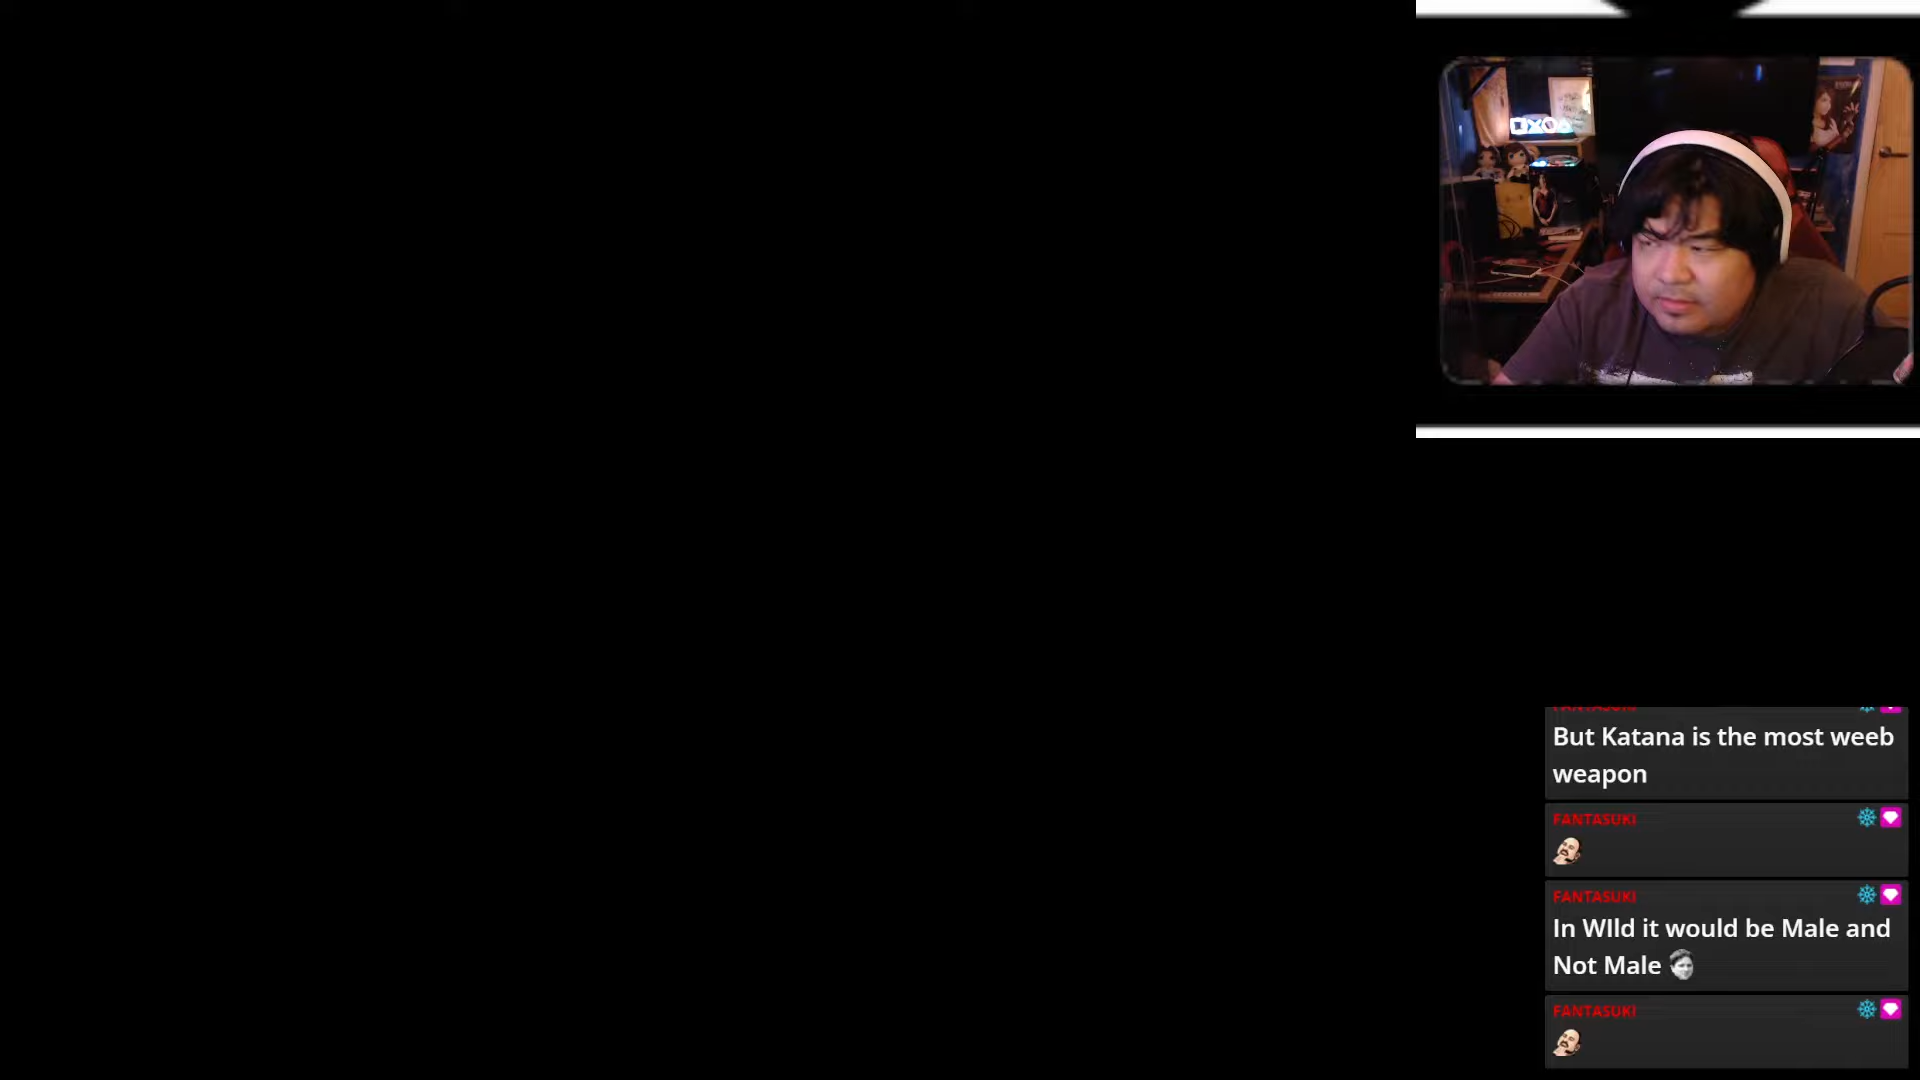 FANTASUKI
But Katana is the most weeb
weapon
FANTASUKI
FANTASUKI
In WIld it would be Male and
Not Male
FANTASUKI